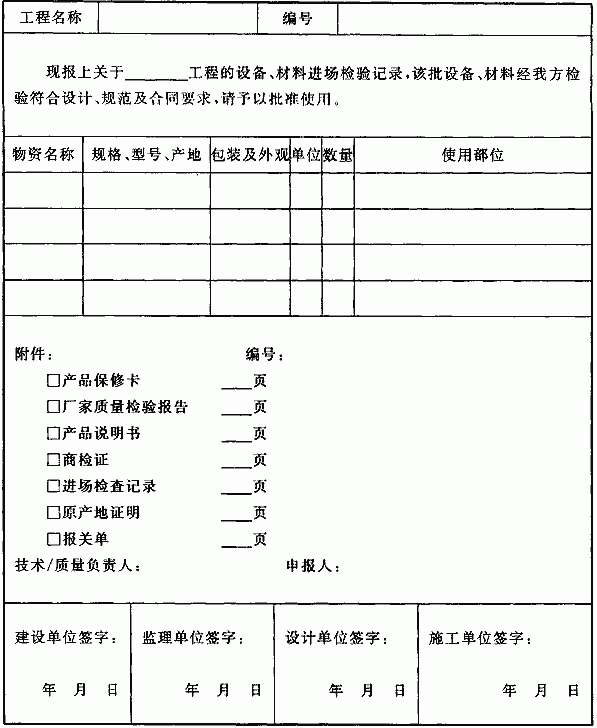 工程名称 编号
现报上关于________工程的设备、材料进场检验记录,该批设备、材料经我方检
验符合设计、规范及合同要求,请予以批准使用。
物资名称 规格、型号、产地 包装及外观 单位 数量 使用部位
附件: 编号:
□产品保修卡 ____页
□厂家质量检验报告 ____页
□产品说明书 ____页
□商检证 ____页
□进场检查记录 ____页
□原产地证明 ____页
□报关单 ____页
技术/质量负责人: 申报人:
建设单位签字: 监理单位签字: 设计单位签字: 施工单位签字:
年 月 日 年 月 日 年 月 日 年 月 日